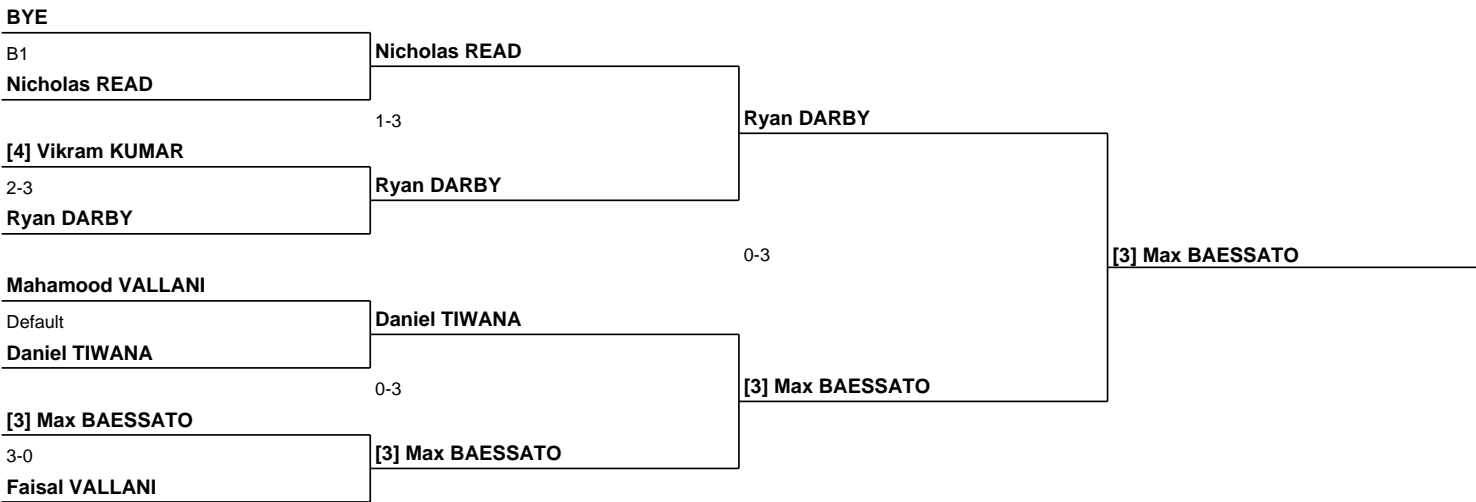 BYE
B1
Nicholas READ
Nicholas READ
1-3
Ryan DARBY
[4] Vikram KUMAR
2-3
Ryan DARBY
Ryan DARBY
0-3
[3] Max BAESSATO
Mahamood VALLANI
Default
Daniel TIWANA
Daniel TIWANA
0-3
[3] Max BAESSATO
[3] Max BAESSATO
3-0
[3] Max BAESSATO
Faisal VALLANI